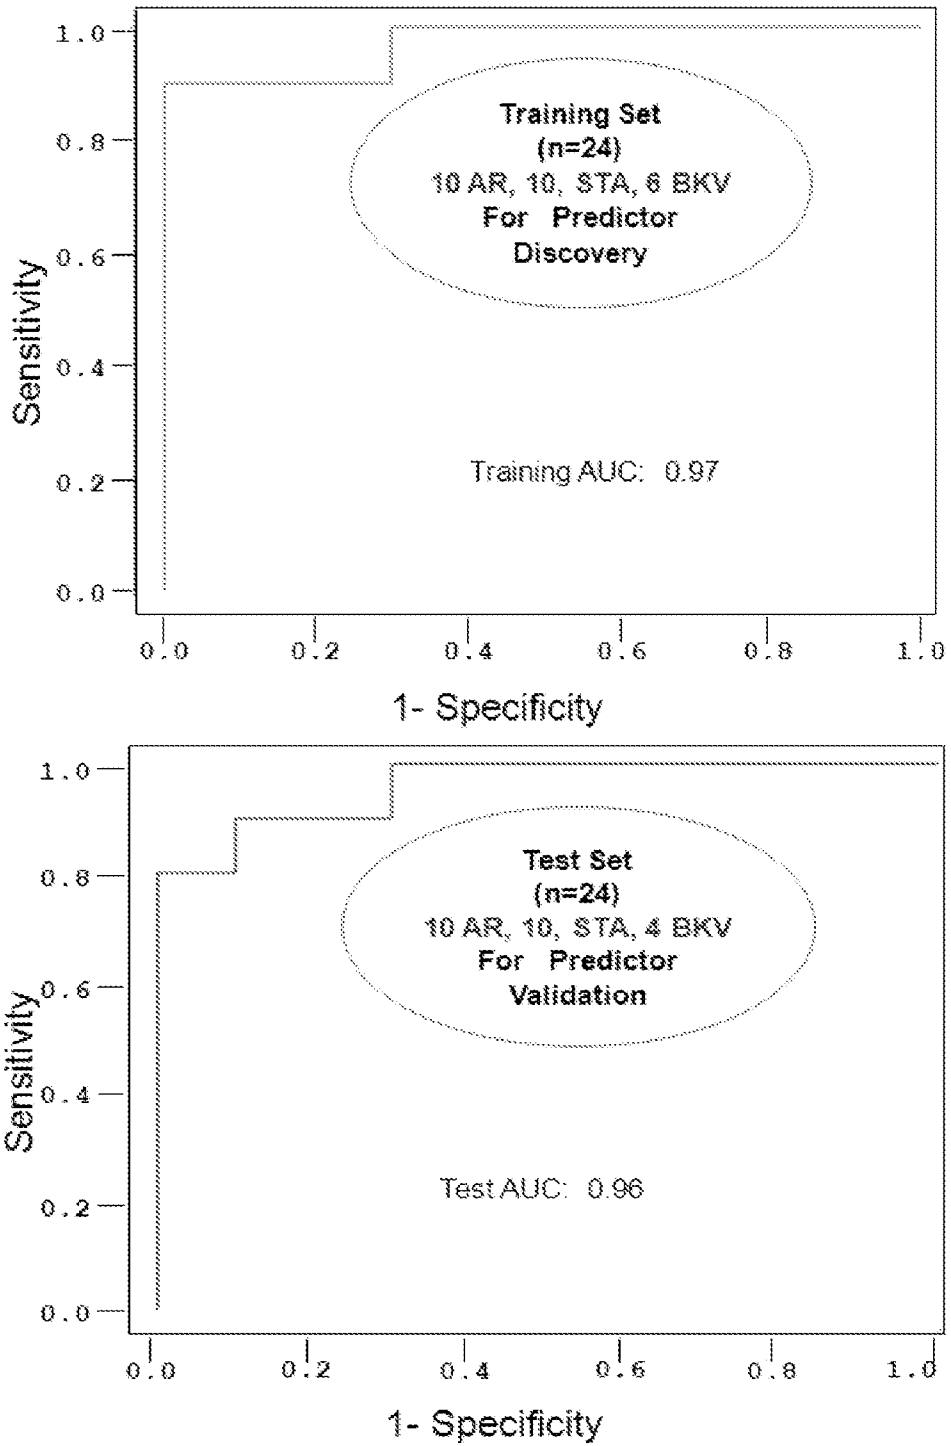 1.0
0.8
0.6
0.4
0.2
0.0
Sensitivity
Training Set
(n=24)
10 AR, 10, STA, 6 BKV
For Predictor
Discovery
Training AUC: 0.97
0.0 0.2 0.4 0.6 0.8 1.0
1- Specificity
1.0
0.8
0.6
0.4
0.2
0.0
Sensitivity
Test Set
(n=24)
10 AR, 10, STA, 4 BKV
For Predictor
Validation
Test AUC: 0.96
0.0 0.2 0.4 0.6 0.8 1.0
1- Specificity